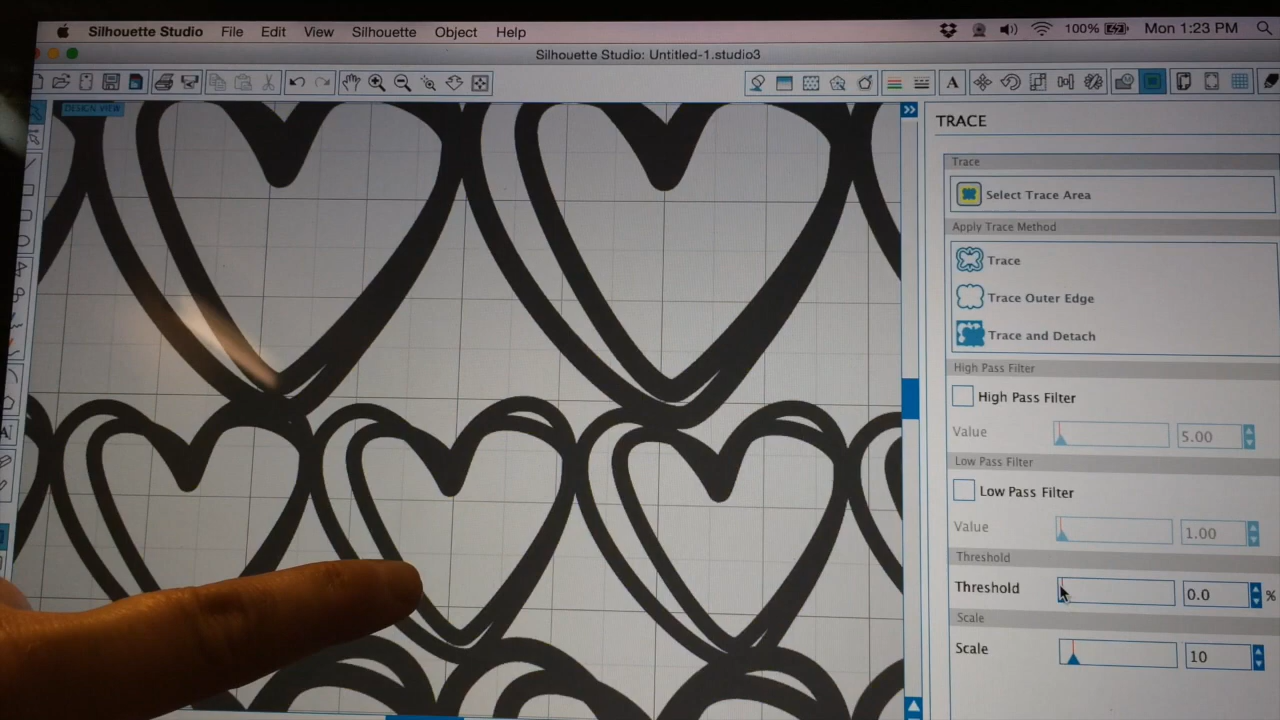 Silhouette Studio File Edit View Silhouette Object Help 100% Mon 1:23 PM
Silhouette Studio: Untitled-1.studio3
A
DESIGN VIEW
TRACE
Trace
Select Trace Area
Apply Trace Method
Trace
Trace Outer Edge
Trace and Detach
High Pass Filter
High Pass Filter
Value 5.00
Low Pass Filter
Low Pass Filter
Value 1.00
Threshold
Threshold 0.0 %
Scale
Scale 10